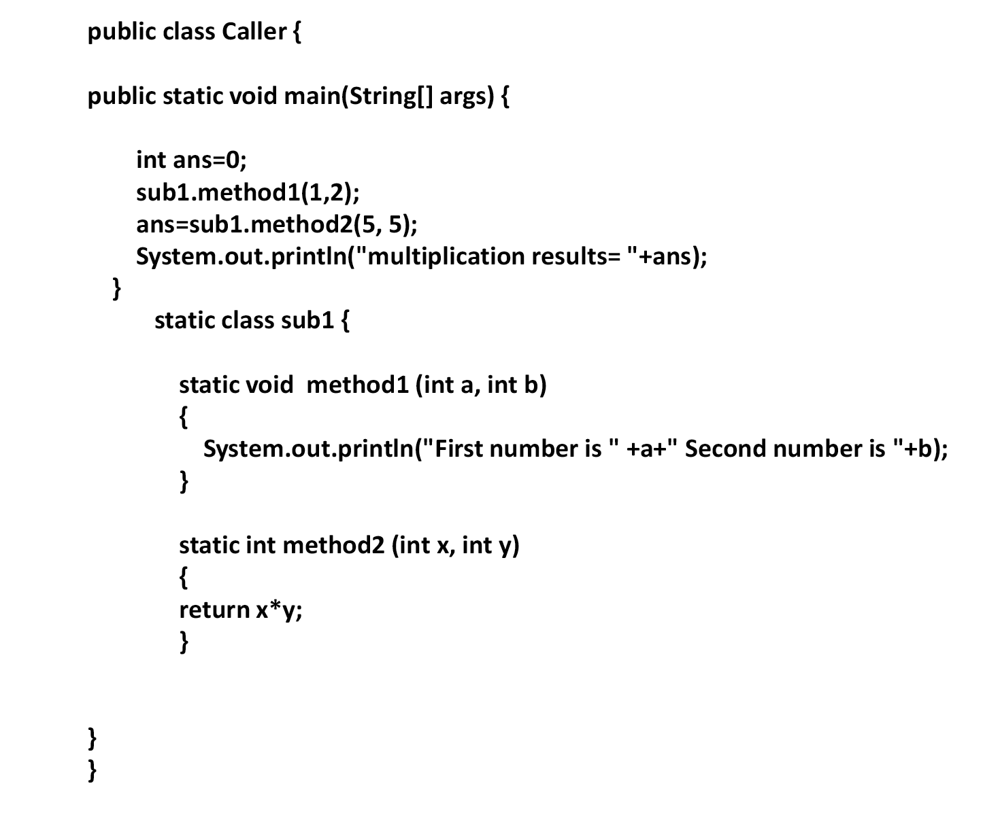 public class Caller {
public static void main(String[] args) {
int ans=0;
sub1.method1(1,2);
ans=sub1.method2(5, 5);
System.out.println("multiplication results= "+ans);
}
static class sub1 {
static void  method1 (int a, int b)
{
System.out.println("First number is " +a+" Second number is "+b);
}
static int method2 (int x, int y)
{
return x*y;
}
}
}